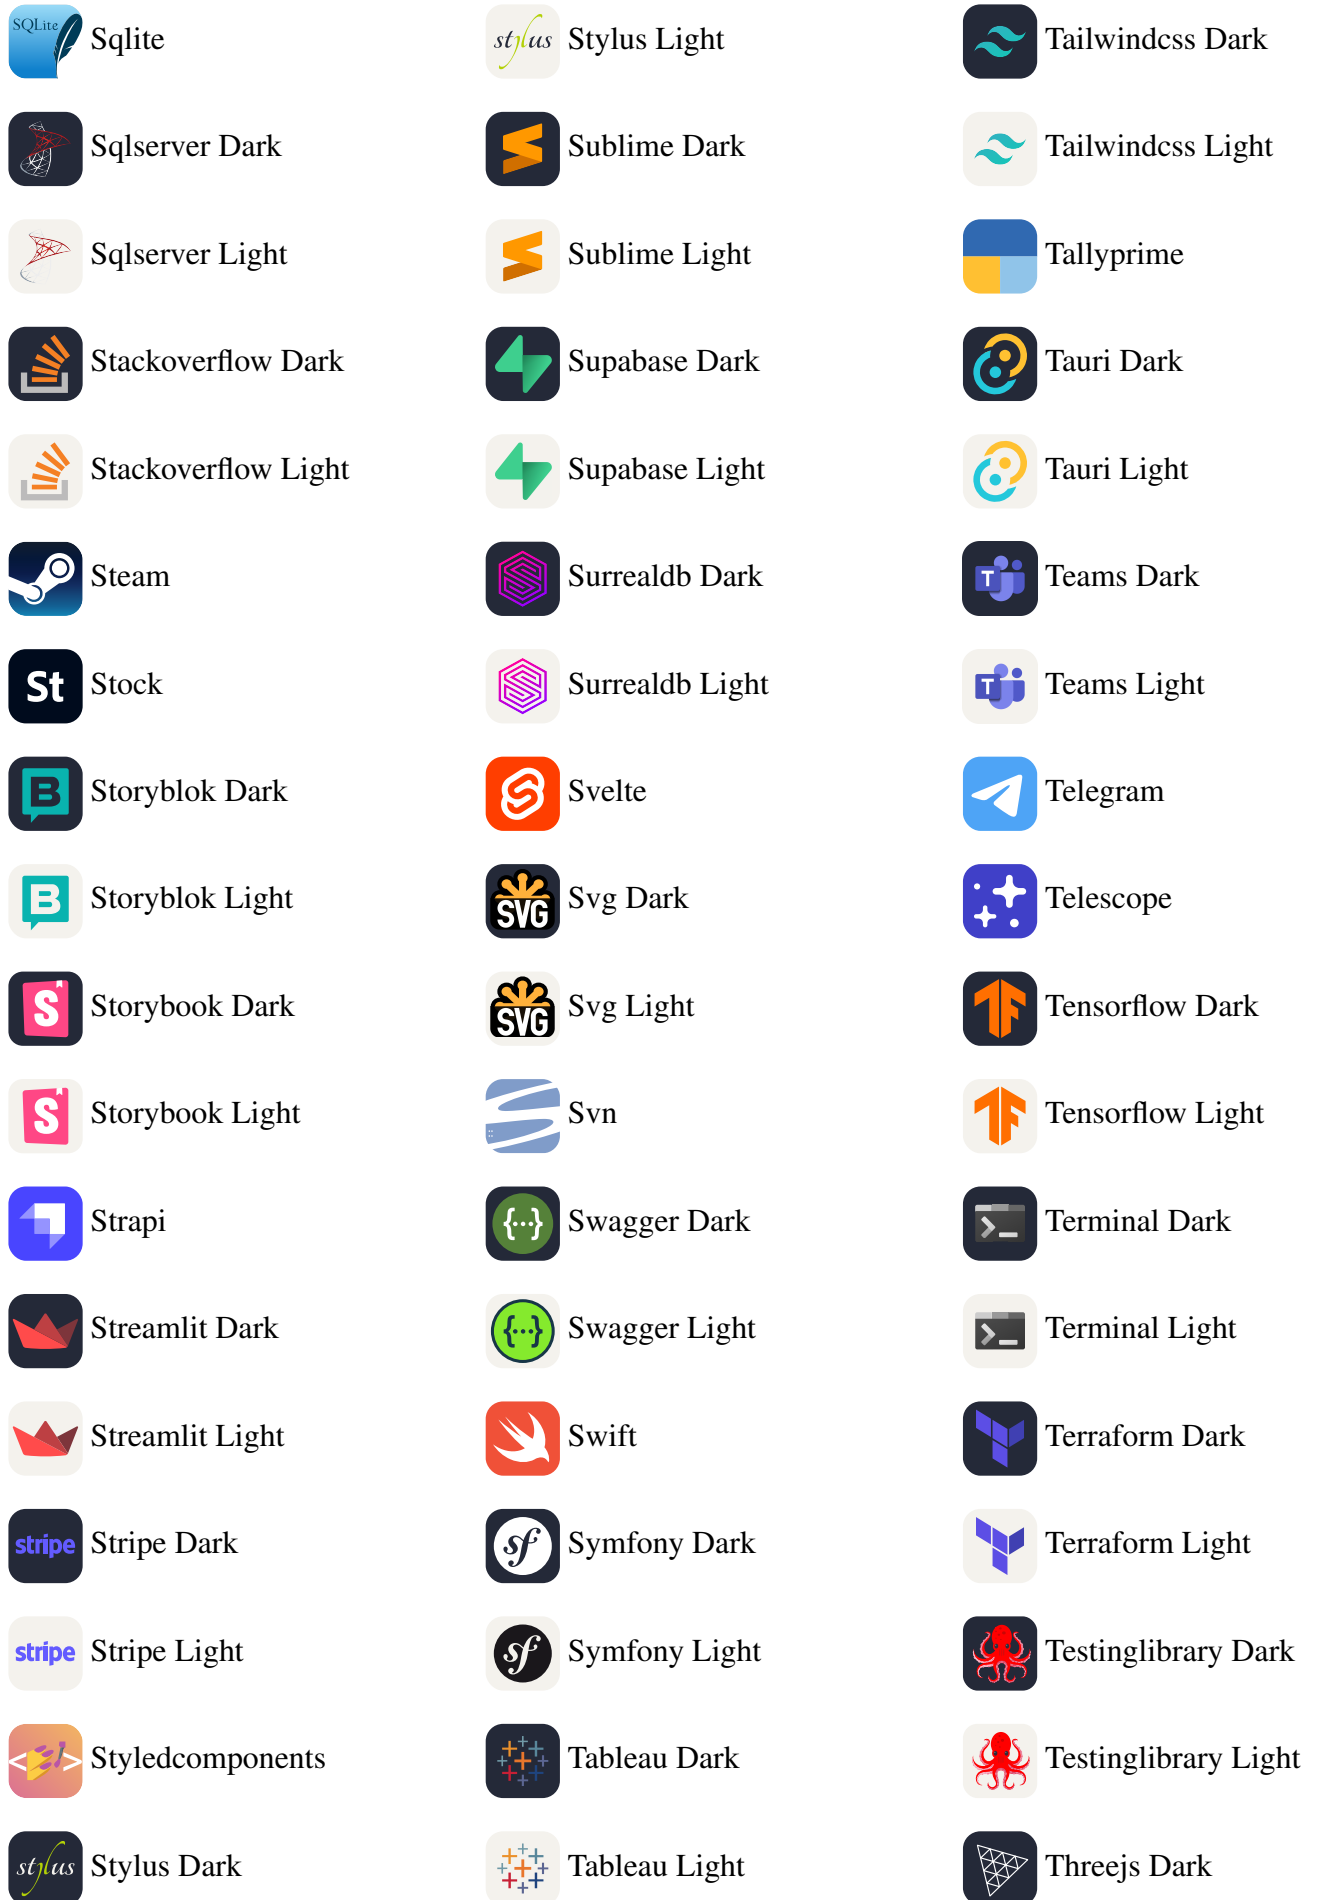 SQLite
Sqlite
Sqlserver Dark
Sqlserver Light
Stackoverflow Dark
Stackoverflow Light
Steam
St
Stock
B
Storyblok Dark
B
Storyblok Light
S
Storybook Dark
S
Storybook Light
Strapi
Streamlit Dark
Streamlit Light
stripe
Stripe Dark
stripe
Stripe Light
< >
Styledcomponents
stylus
Stylus Dark
stylus
Stylus Light
Sublime Dark
Sublime Light
Supabase Dark
Supabase Light
Surrealdb Dark
Surrealdb Light
Svelte
SVG
Svg Dark
SVG
Svg Light
Svn
{...}
Swagger Dark
{...}
Swagger Light
Swift
sf
Symfony Dark
sf
Symfony Light
Tableau Dark
Tableau Light
Tailwindcss Dark
Tailwindcss Light
Tallyprime
Tauri Dark
Tauri Light
T
Teams Dark
T
Teams Light
Telegram
Telescope
TF
Tensorflow Dark
TF
Tensorflow Light
>_
Terminal Dark
>_
Terminal Light
Terraform Dark
Terraform Light
Testinglibrary Dark
Testinglibrary Light
Threejs Dark